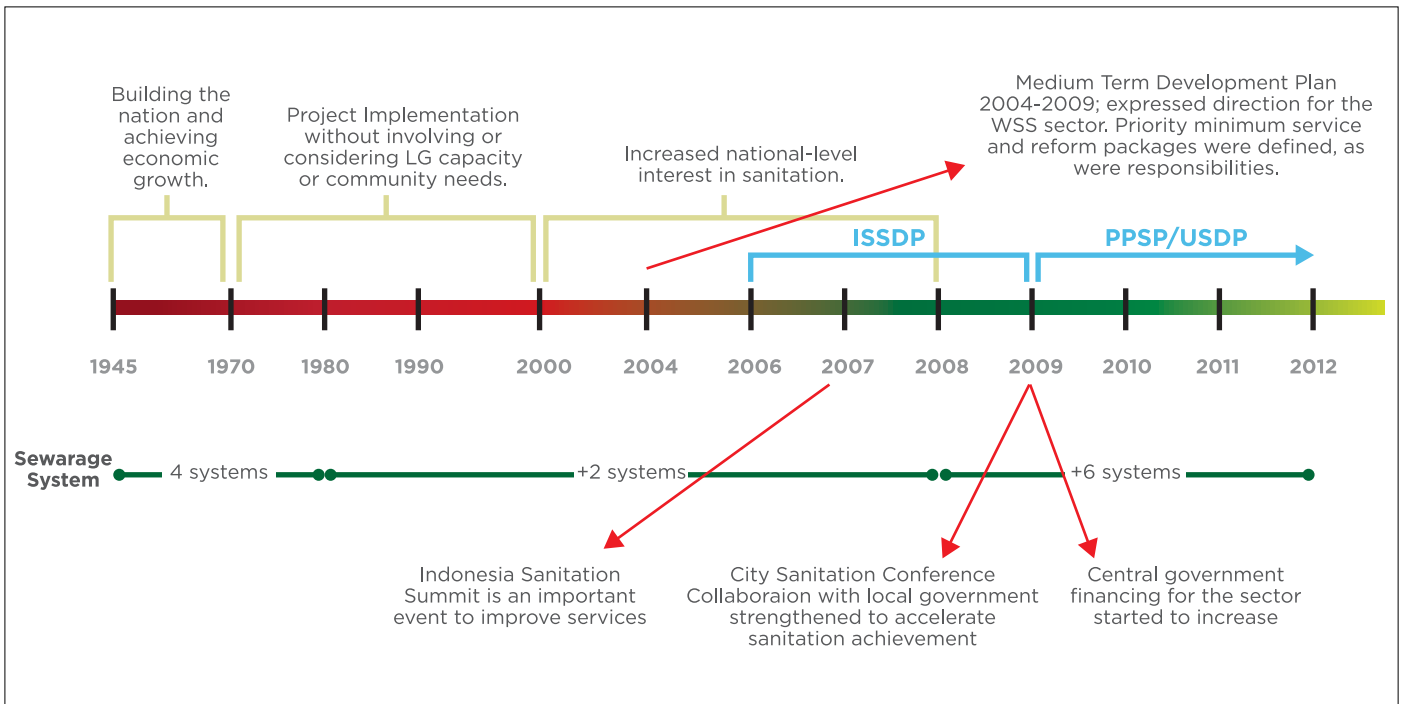 Building the
nation and
achieving
economic
growth.
Project Implementation
without involving or
considering LG capacity
or community needs.
Increased national-level
interest in sanitation.
Medium Term Development Plan
2004-2009; expressed direction for the
WSS sector. Priority minimum service
and reform packages were defined, as
were responsibilities.
ISSDP
PPSP/USDP
1945 1970 1980 1990 2000 2004 2006 2007 2008 2009 2010 2011 2012
Sewarage
System
4 systems
+2 systems
+6 systems
Indonesia Sanitation
Summit is an important
event to improve services
City Sanitation Conference
Collaboraion with local government
strengthened to accelerate
sanitation achievement
Central government
financing for the sector
started to increase